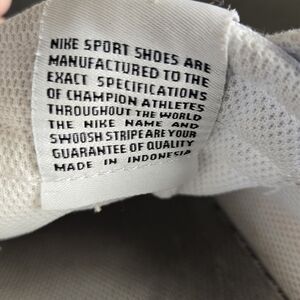 NIKE SPORT SHOES ARE
MANUFACTURED TO THE
EXACT SPECIFICATIONS
OF CHAMPION ATHLETES
THROUGHOUT THE WORLD
THE NIKE NAME AND
SWOOSH STRIPE ARE YOUR
GUARANTEE OF QUALITY
MADE IN INDONESIA